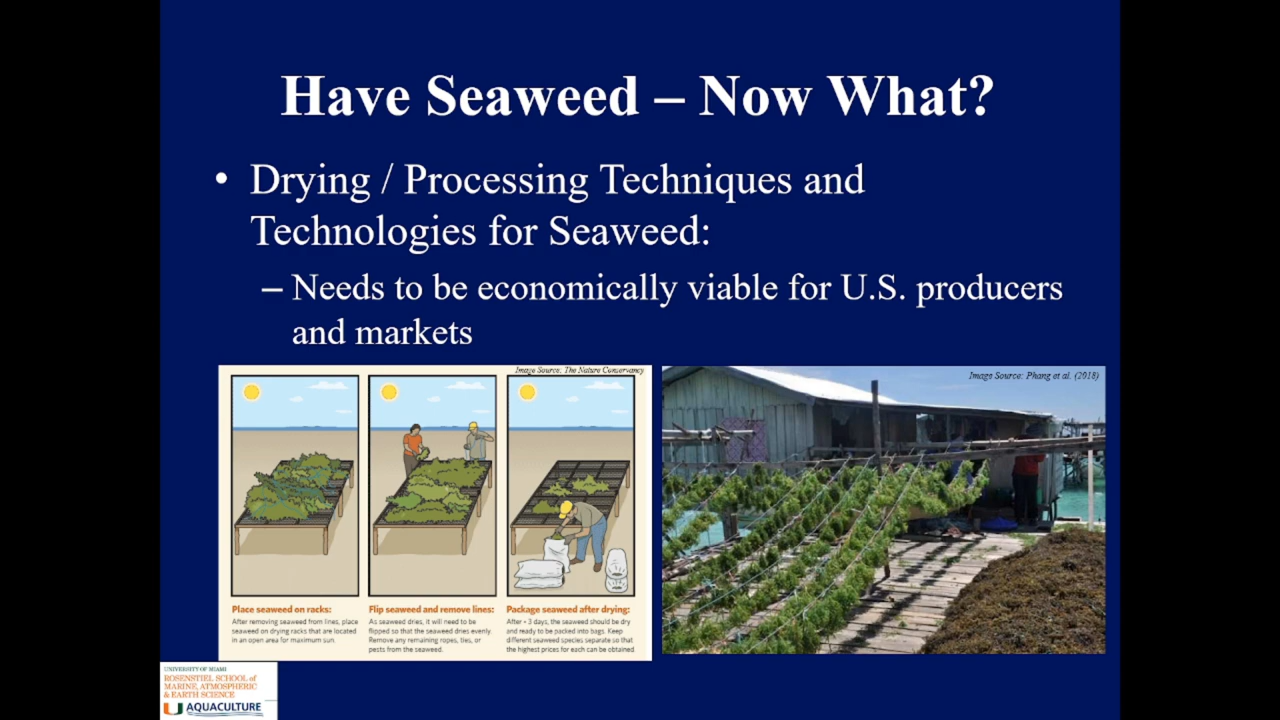 Have Seaweed – Now What?
• Drying / Processing Techniques and
Technologies for Seaweed:
– Needs to be economically viable for U.S. producers
and markets
Image Source: The Nature Conservancy
Place seaweed on racks:
After removing seaweed from lines, place
seaweed on drying racks that are located
in an open area for maximum sun.
Flip seaweed and remove lines:
As seaweed dries, it will need to be
flipped so that the seaweed dries evenly.
Remove any remaining ropes, ties, or
pests from the seaweed.
Package seaweed after drying:
After ~ 3 days, the seaweed should be dry
and ready to be packed into bags. Keep
different seaweed species separate so that
the highest prices for each can be obtained
Image Source: Phang et al. (2018)
UNIVERSITY OF MIAMI
ROSENSTIEL SCHOOL of
MARINE, ATMOSPHERIC
& EARTH SCIENCE
AQUACULTURE